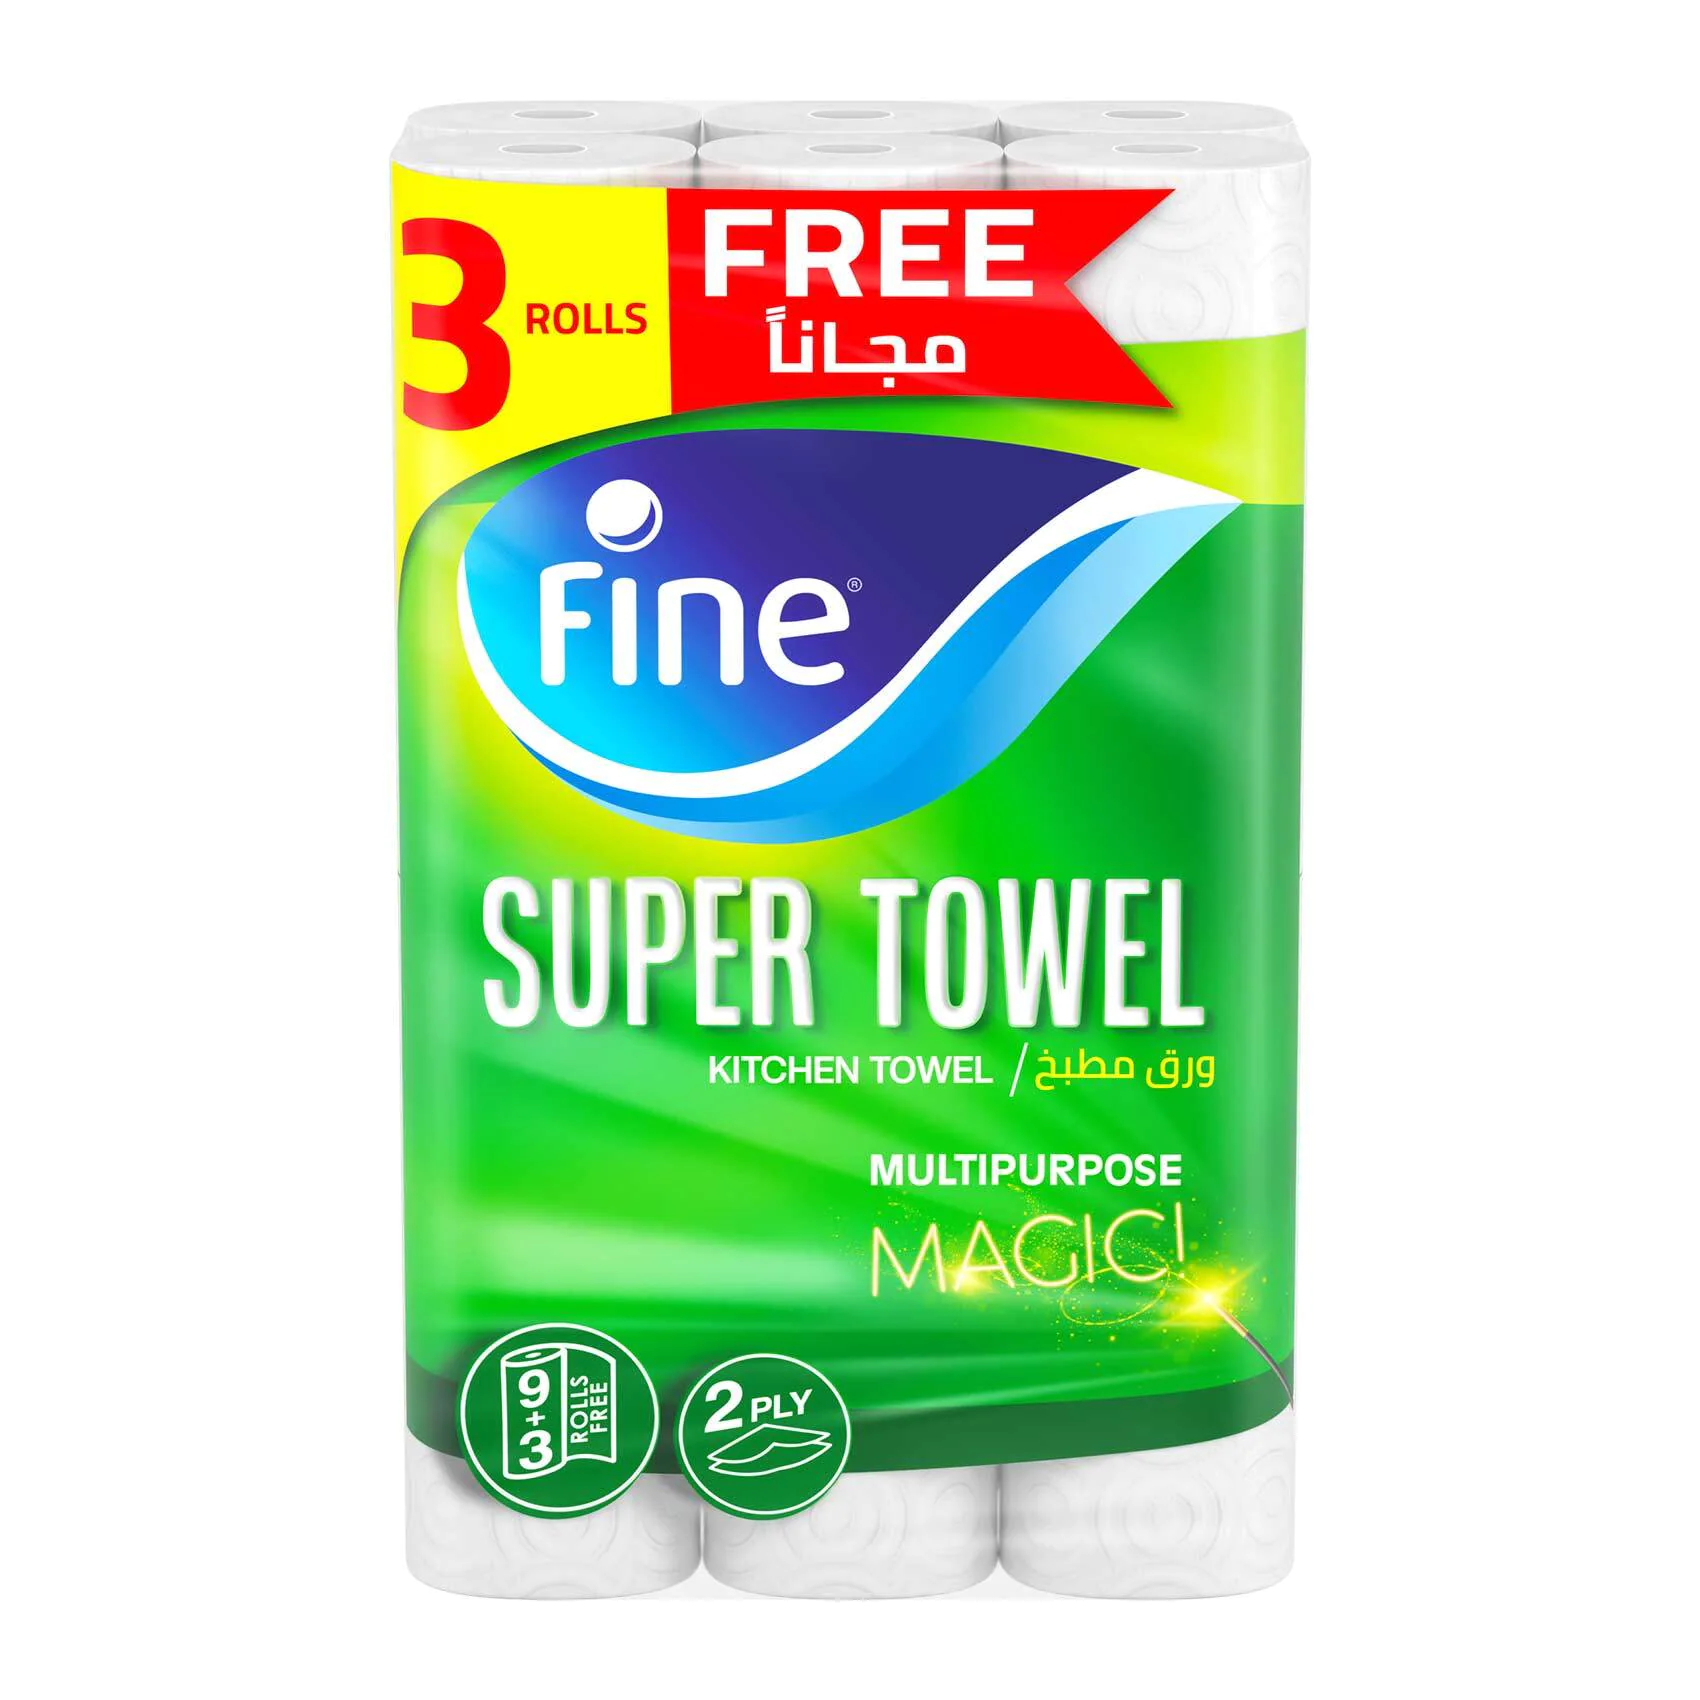 3 ROLLS
FREE
مجاناً
fine®
SUPER TOWEL
KITCHEN TOWEL / ورق مطبخ
MULTIPURPOSE
MAGIC!
9+3 ROLLS FREE
2 PLY